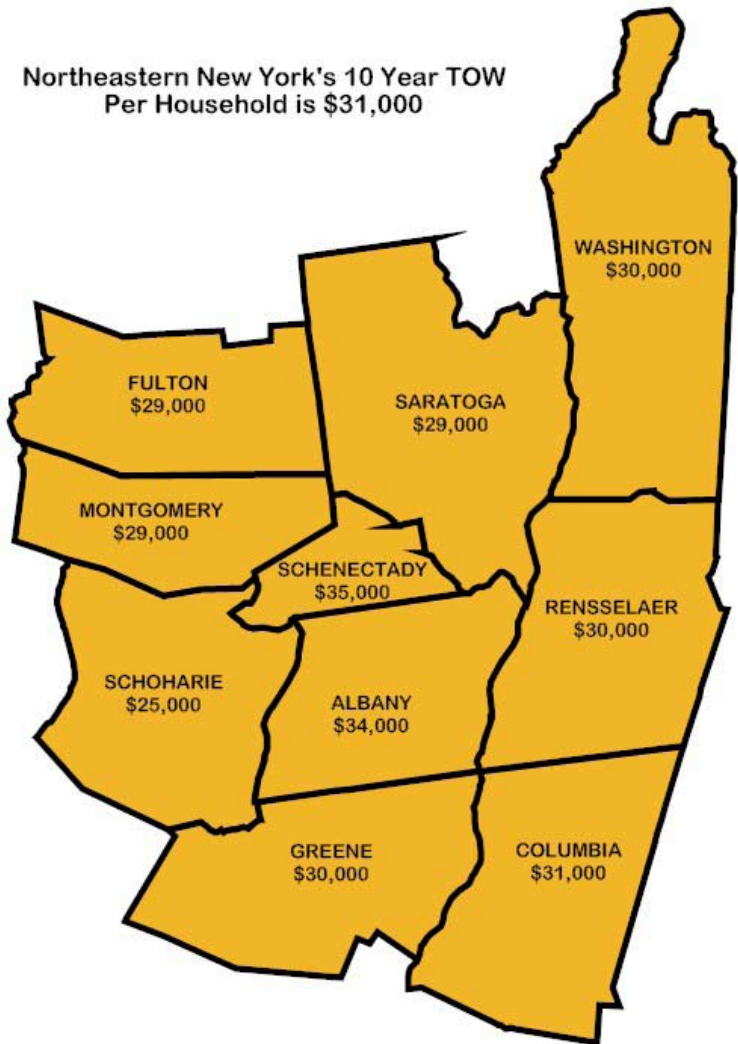 Northeastern New York's 10 Year TOW
Per Household is $31,000
WASHINGTON
$30,000
FULTON
$29,000
SARATOGA
$29,000
MONTGOMERY
$29,000
SCHENECTADY
$35,000
RENSSELAER
$30,000
SCHOHARIE
$25,000
ALBANY
$34,000
GREENE
$30,000
COLUMBIA
$31,000